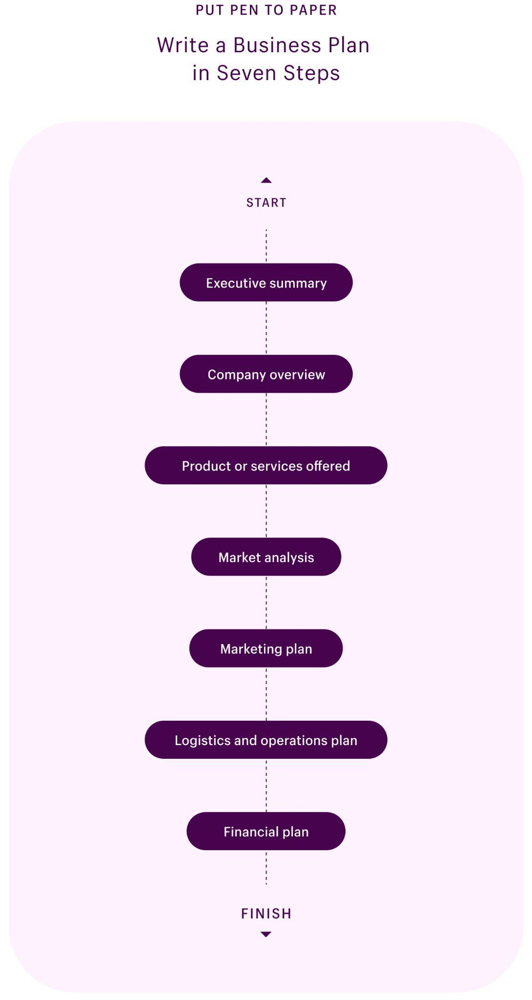 PUT PEN TO PAPER
Write a Business Plan
in Seven Steps
START
Executive summary
Company overview
Product or services offered
Market analysis
Marketing plan
Logistics and operations plan
Financial plan
FINISH